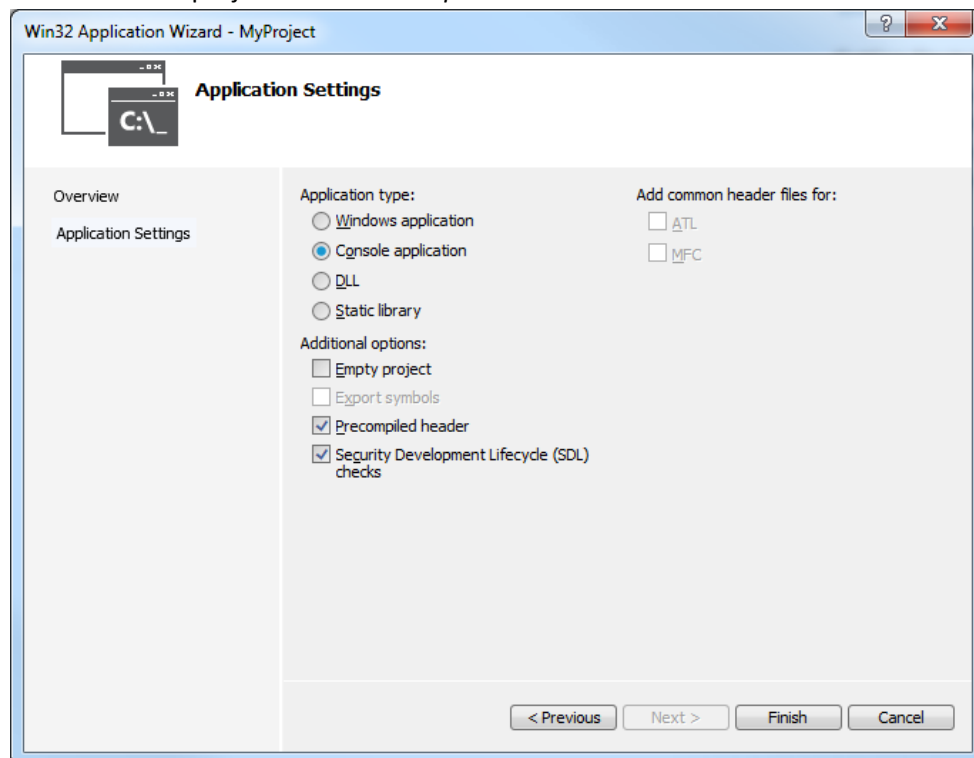 Win32 Application Wizard - MyProject
Application Settings
C:\_
Overview
Application Settings
Application type:
Windows application
Console application
DLL
Static library
Additional options:
Empty project
Export symbols
Precompiled header
Security Development Lifecycle (SDL)
checks
Add common header files for:
ATL
MFC
< Previous
Next >
Finish
Cancel